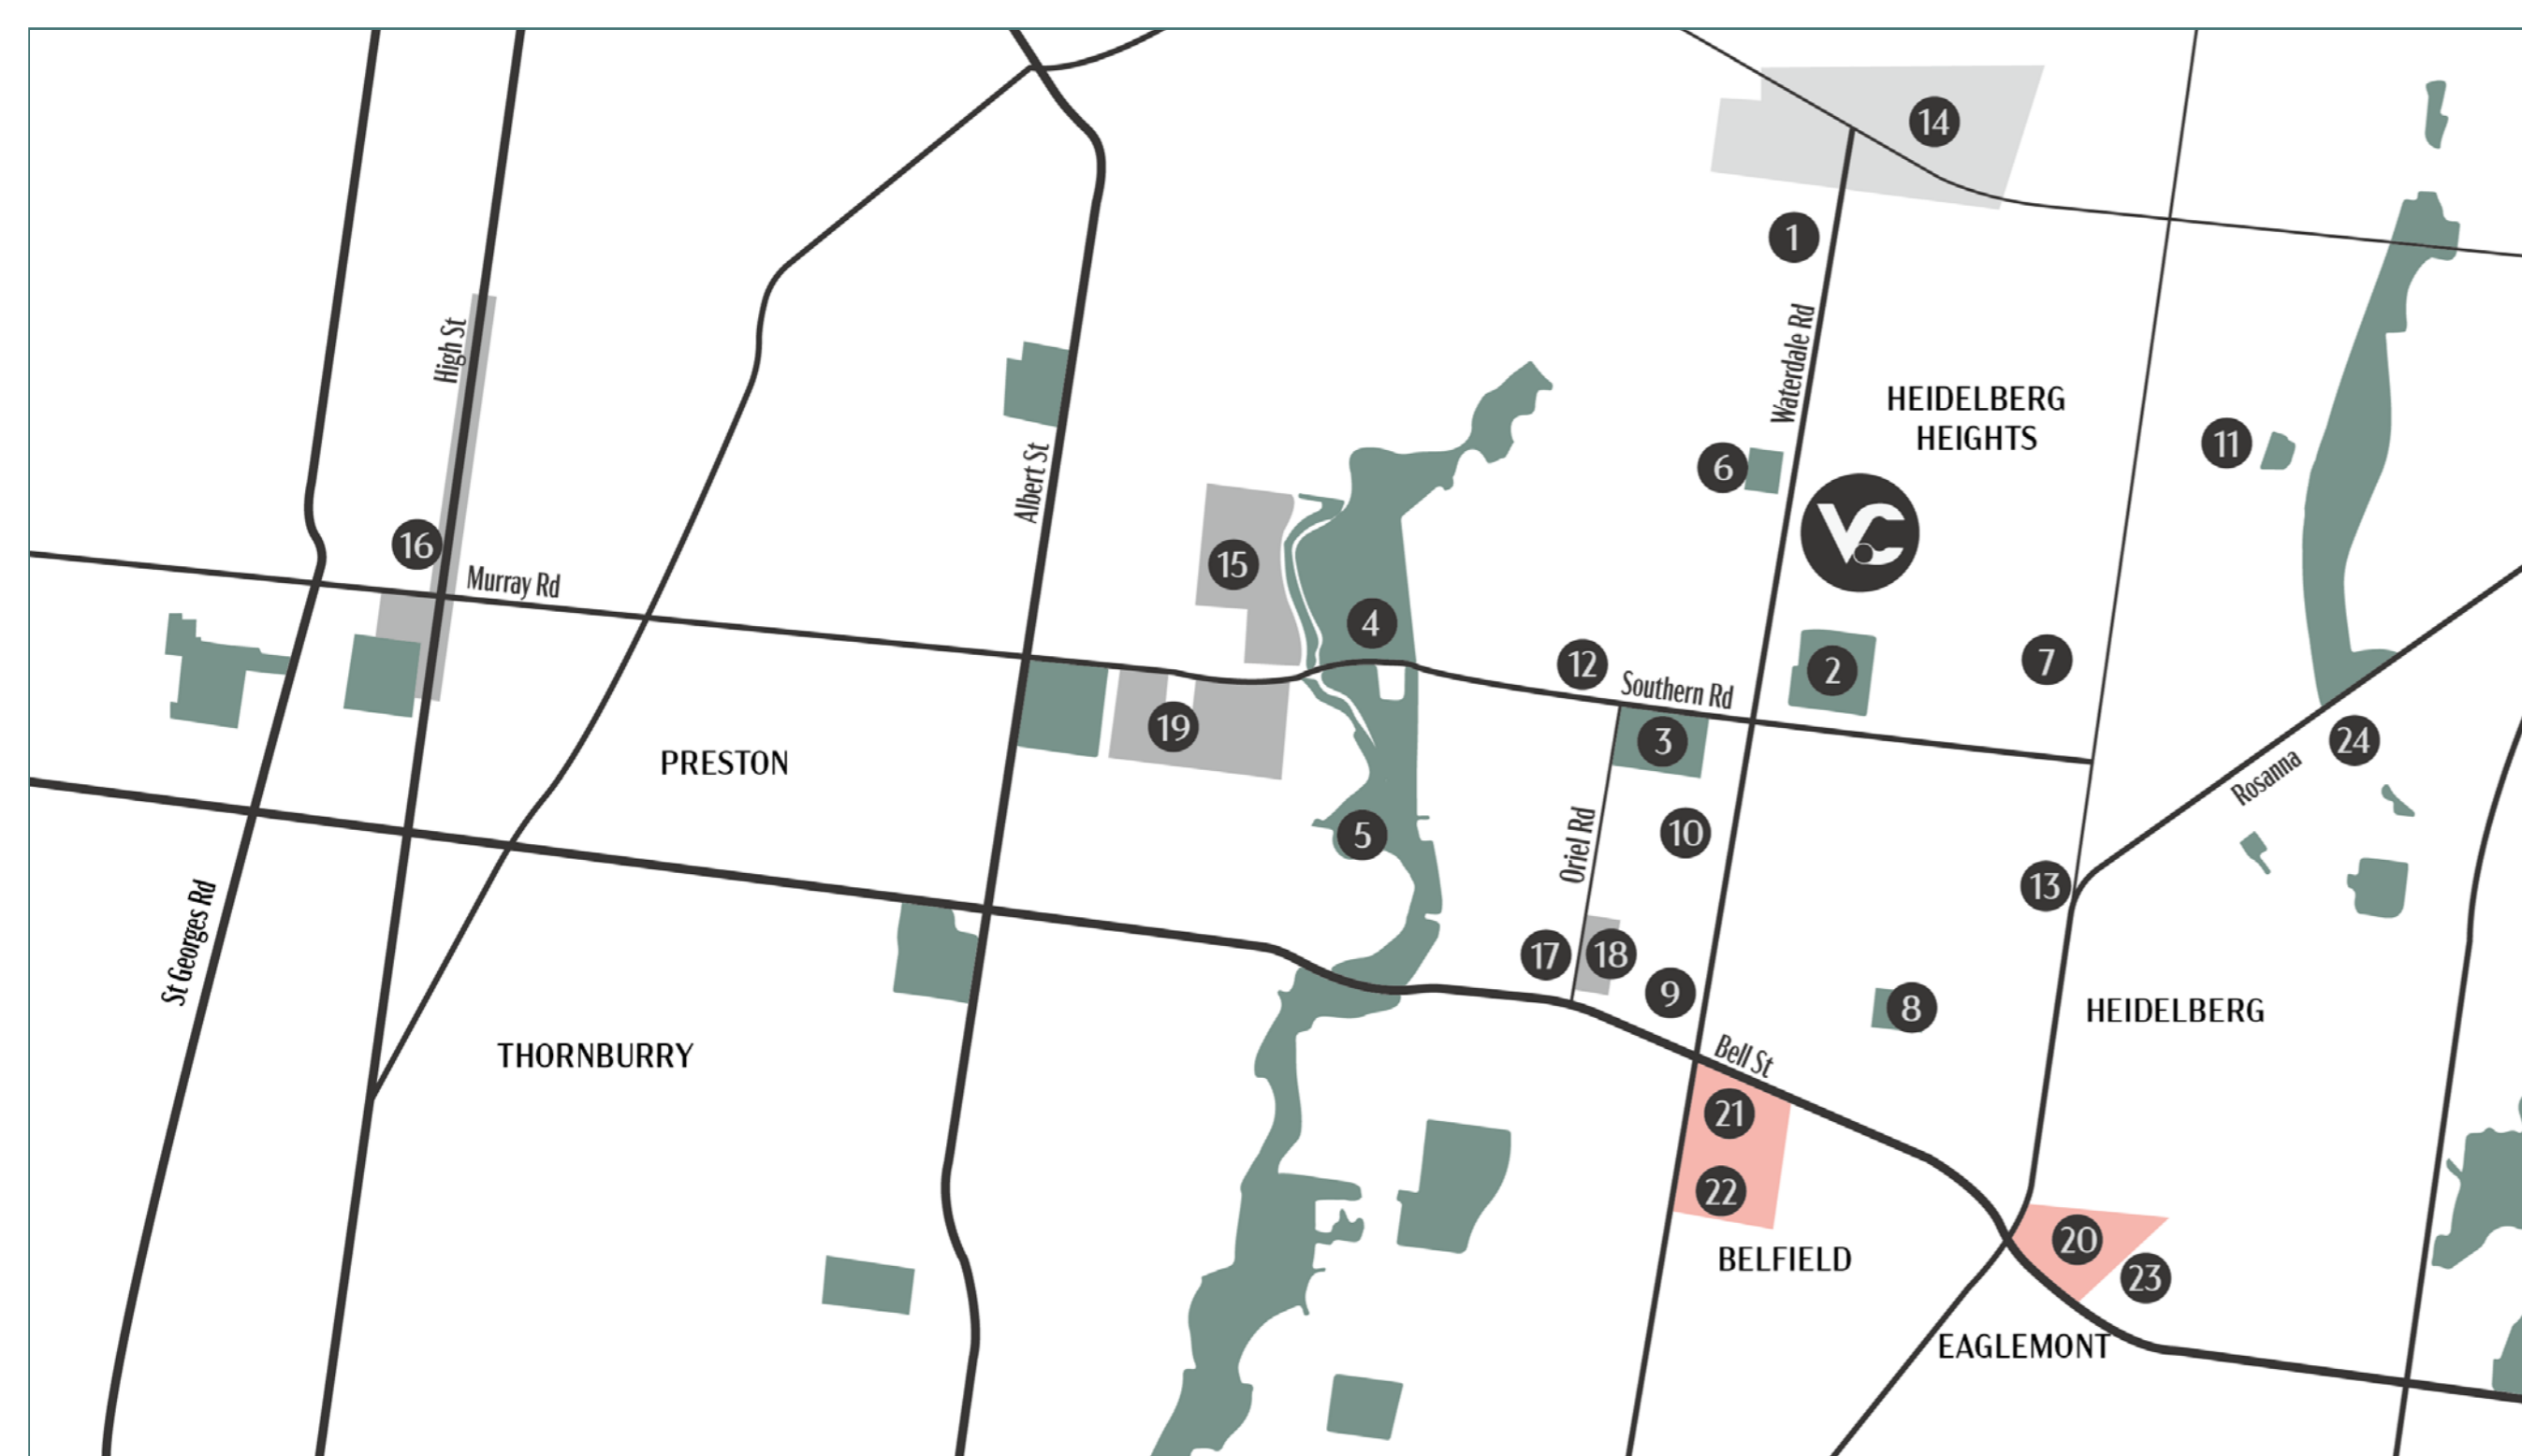 14
1
High St
Waterdale Rd
HEIDELBERG
HEIGHTS
11
6
Albert St
VC
16
Murray Rd
15
4
12
Southern Rd
2
7
19
3
24
PRESTON
Rosanna
5
Oriel Rd
10
13
St Georges Rd
17
18
9
8
HEIDELBERG
THORNBURRY
Bell St
21
22
20
23
BELFIELD
EAGLEMONT